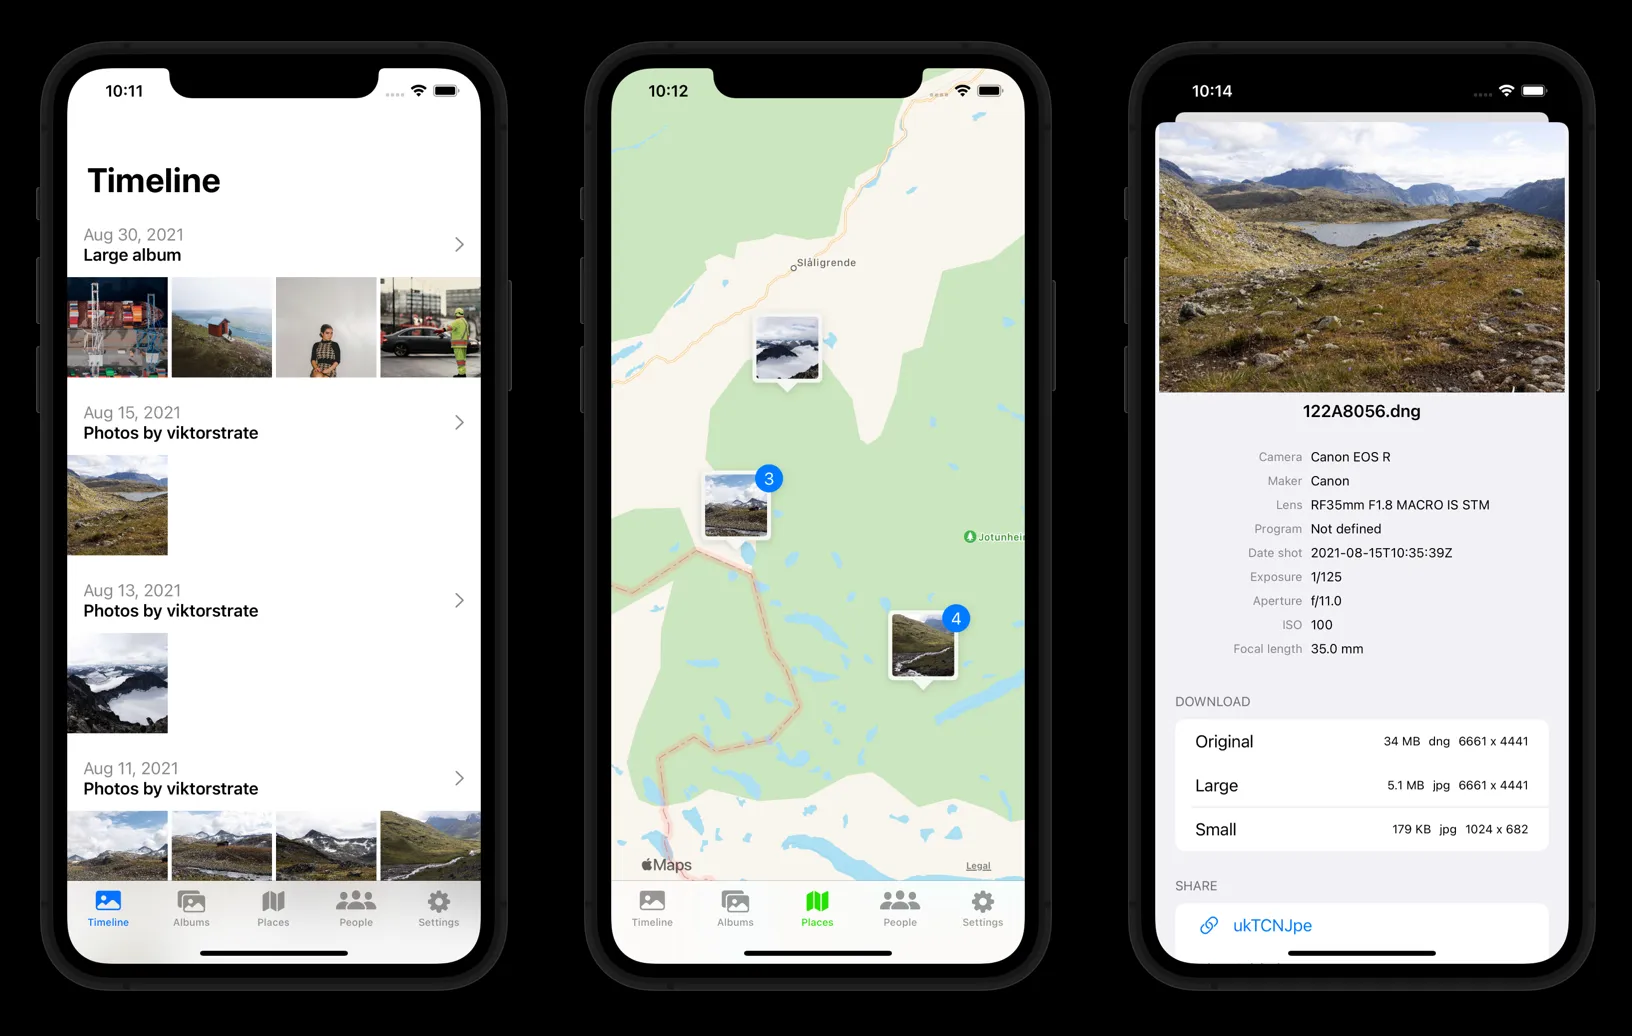 10:11
Timeline
Aug 30, 2021
Large album
Aug 15, 2021
Photos by viktorstrate
Aug 13, 2021
Photos by viktorstrate
Aug 11, 2021
Photos by viktorstrate
Timeline
Albums
Places
People
Settings
10:12
Slåligrende
3
Jotunhei
4
Maps
Legal
Timeline
Albums
Places
People
Settings
10:14
122A8056.dng
Camera Canon EOS R
Maker Canon
Lens RF35mm F1.8 MACRO IS STM
Program Not defined
Date shot 2021-08-15T10:35:39Z
Exposure 1/125
Aperture f/11.0
ISO 100
Focal length 35.0 mm
DOWNLOAD
Original 34 MB dng 6661 x 4441
Large 5.1 MB jpg 6661 x 4441
Small 179 KB jpg 1024 x 682
SHARE
ukTCNJpe